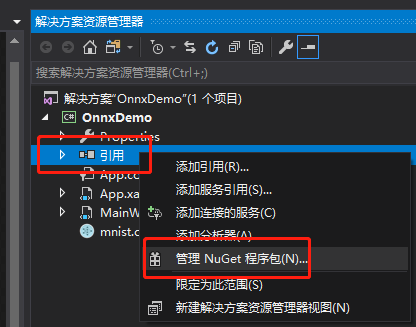 解决方案资源管理器
搜索解决方案资源管理器(Ctrl+;)
解决方案"OnnxDemo"(1 个项目)
C# OnnxDemo
Properties
引用
App.co
App.xa
MainW
mnist.o
添加引用(R)...
添加服务引用(S)...
添加连接的服务(C)
添加分析器(A)...
管理 NuGet 程序包(N)...
限定为此范围(S)
新建解决方案资源管理器视图(N)